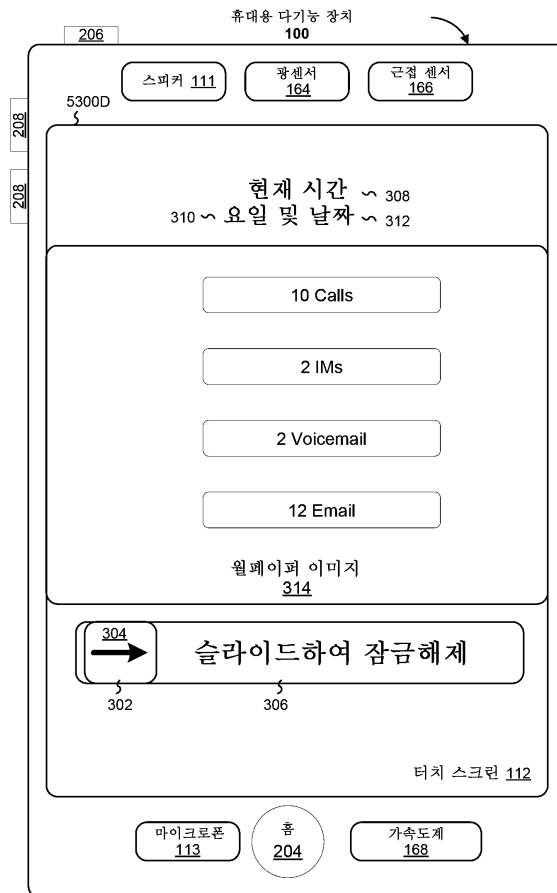 휴대용 다기능 장치
100
206
스피커 111
광센서
164
근접 센서
166
5300D
208
208
현재 시간 ~ 308
310 ~ 요일 및 날짜 ~ 312
10 Calls
2 IMs
2 Voicemail
12 Email
월페이퍼 이미지
314
304
슬라이드하여 잠금해제
302
306
터치 스크린 112
마이크로폰
113
홈
204
가속도계
168